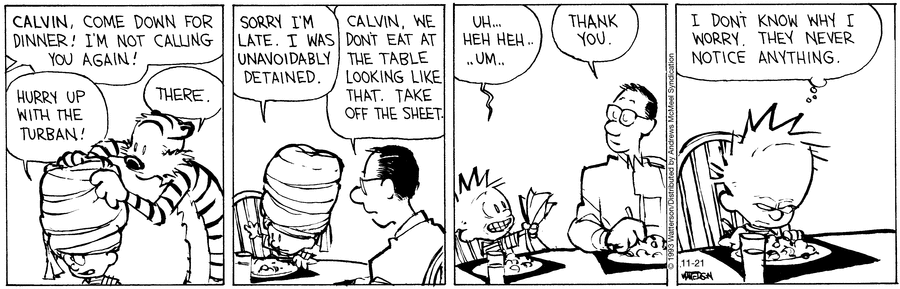 CALVIN, COME DOWN FOR
DINNER! I'M NOT CALLING
YOU AGAIN!
HURRY UP
WITH THE
TURBAN!
THERE.
SORRY I'M
LATE. I WAS
UNAVOIDABLY
DETAINED.
CALVIN, WE
DON'T EAT AT
THE TABLE
LOOKING LIKE
THAT. TAKE
OFF THE SHEET.
UH...
HEH HEH..
..UM..
THANK
YOU.
© 1993 Watterson/Distributed by Andrews McMeel Syndication
I DON'T KNOW WHY I
WORRY. THEY NEVER
NOTICE ANYTHING.
11-21
WATTERSON